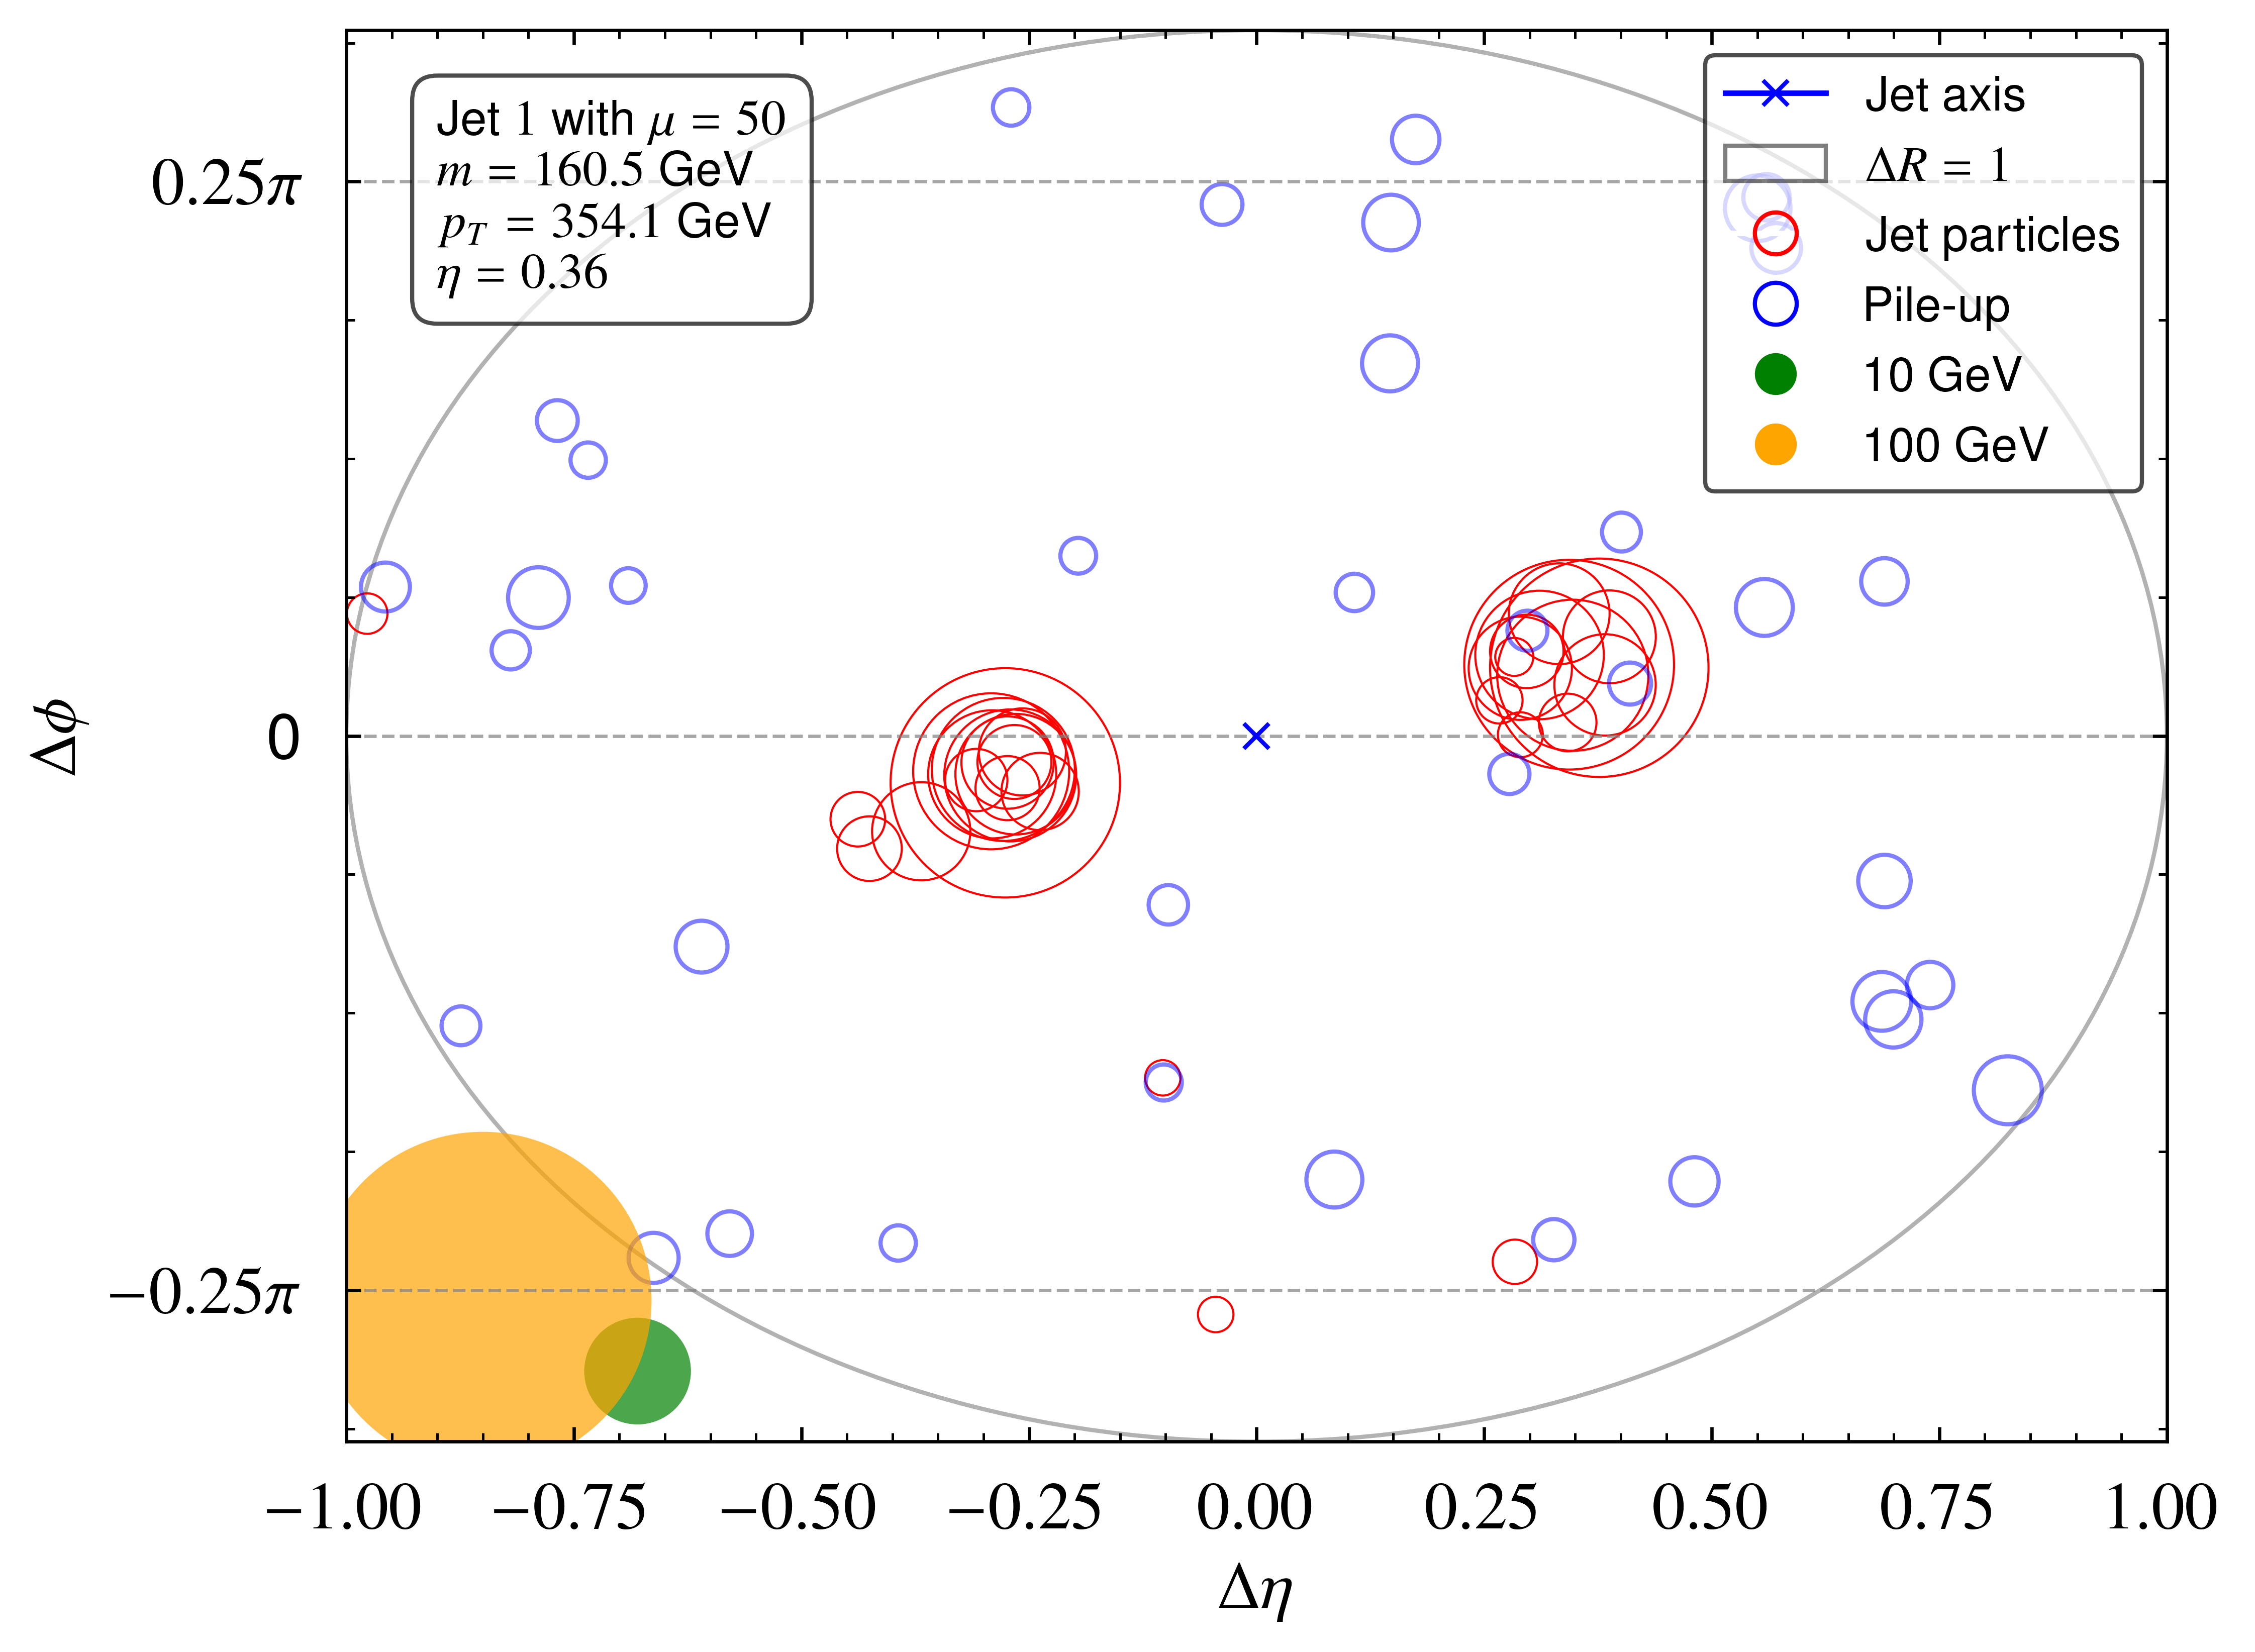 Jet 1 with μ = 50
m = 160.5 GeV
p_T = 354.1 GeV
η = 0.36
Jet axis
ΔR = 1
Jet particles
Pile-up
10 GeV
100 GeV
0.25π
0
−0.25π
Δϕ
−1.00 −0.75 −0.50 −0.25 0.00 0.25 0.50 0.75 1.00
Δη